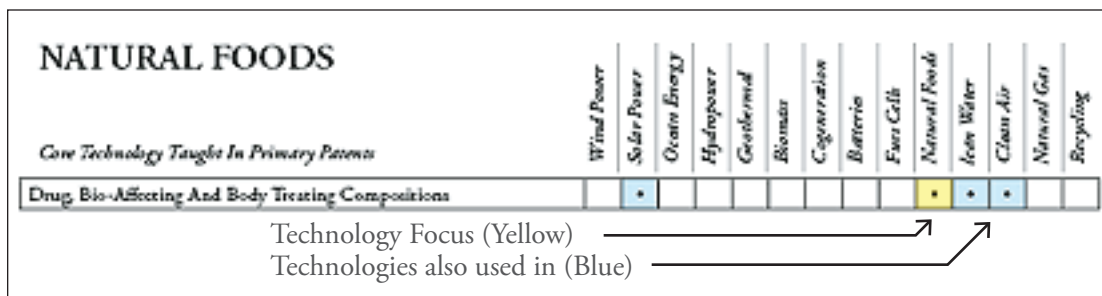 NATURAL FOODS
Core Technology Taught In Primary Patents
Wind Power
Solar Power
Ocean Energy
Hydropower
Geothermal
Biomass
Cogeneration
Batteries
Fuel Cells
Natural Foods
lean Water
Clean Air
Natural Gas
Recycling
Drug, Bio-Affecting And Body Treating Compositions
Technology Focus (Yellow)
Technologies also used in (Blue)